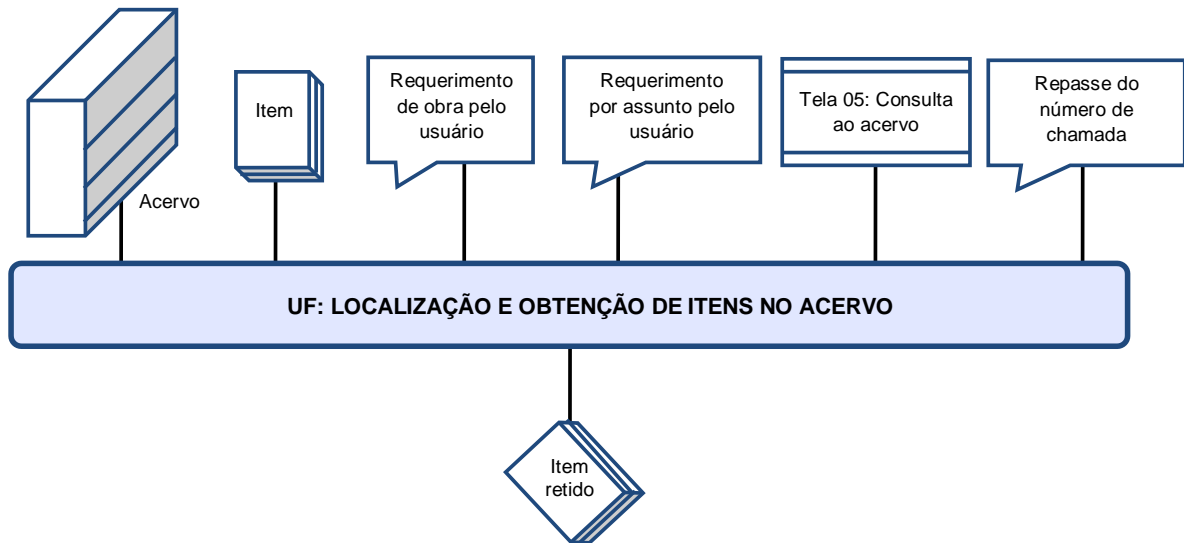 Acervo
Item
Requerimento
de obra pelo
usuário
Requerimento
por assunto pelo
usuário
Tela 05: Consulta
ao acervo
Repasse do
número de
chamada
UF: LOCALIZAÇÃO E OBTENÇÃO DE ITENS NO ACERVO
Item
retido